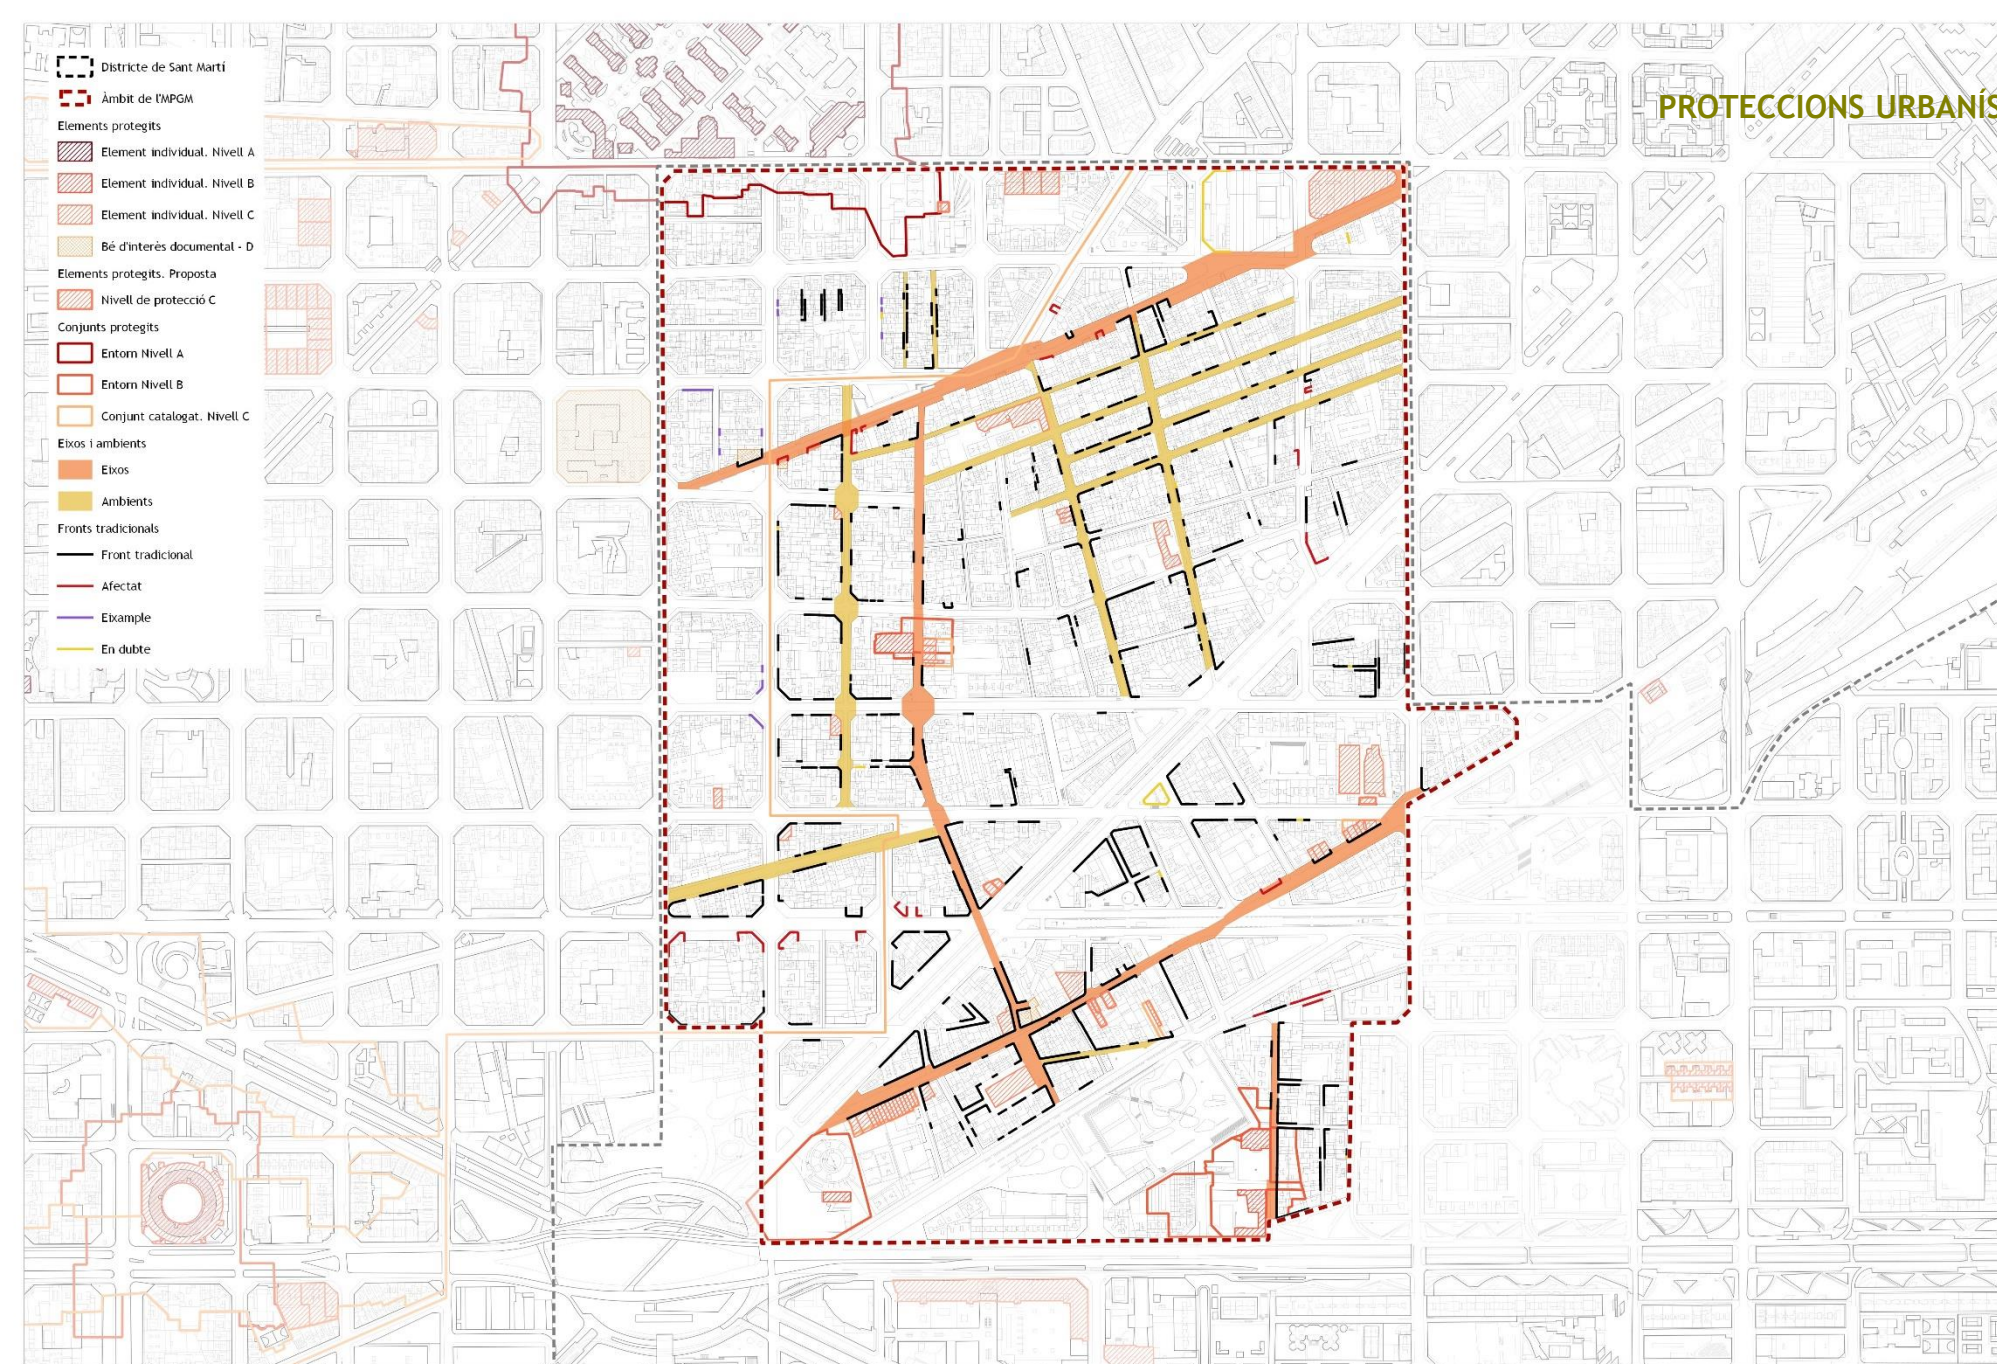 PROTECCIONS URBANÍS
Districte de Sant Martí
Àmbit de l'MPGM
Elements protegits
Element individual. Nivell A
Element individual. Nivell B
Element individual. Nivell C
Bé d'interès documental - D
Elements protegits. Proposta
Nivell de protecció C
Conjunts protegits
Entorn Nivell A
Entorn Nivell B
Conjunt catalogat. Nivell C
Eixos i ambients
Eixos
Ambients
Fronts tradicionals
Front tradicional
Afectat
Eixample
En dubte